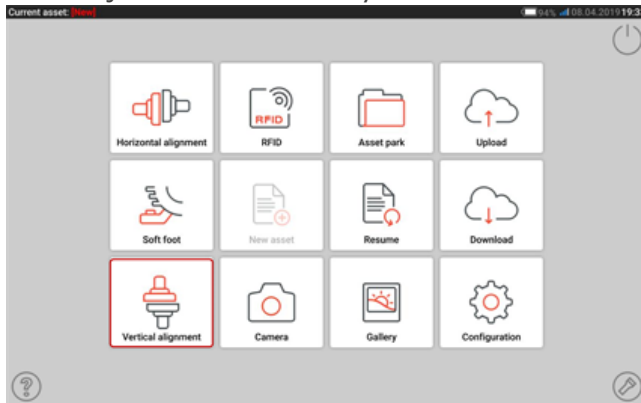 Current asset: [New]
94% 08.04.2019 19:3
Horizontal alignment
RFID
RFID
Asset park
Upload
Soft foot
New asset
Resume
Download
Vertical alignment
Camera
Gallery
Configuration
?